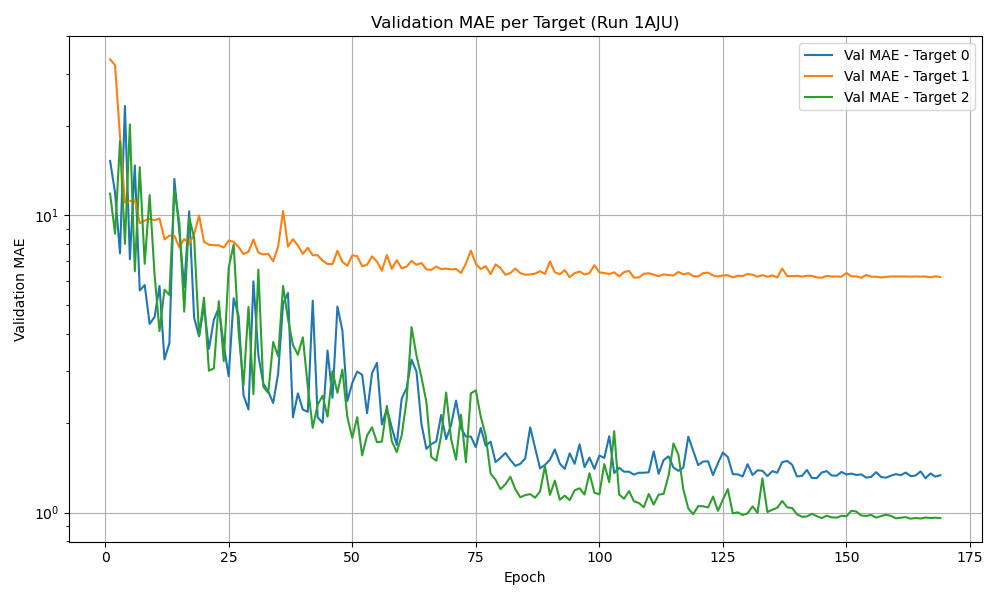 Validation MAE per Target (Run 1AJU)
Val MAE - Target 0
Val MAE - Target 1
Val MAE - Target 2
Validation MAE
10¹
10⁰
0 25 50 75 100 125 150 175
Epoch